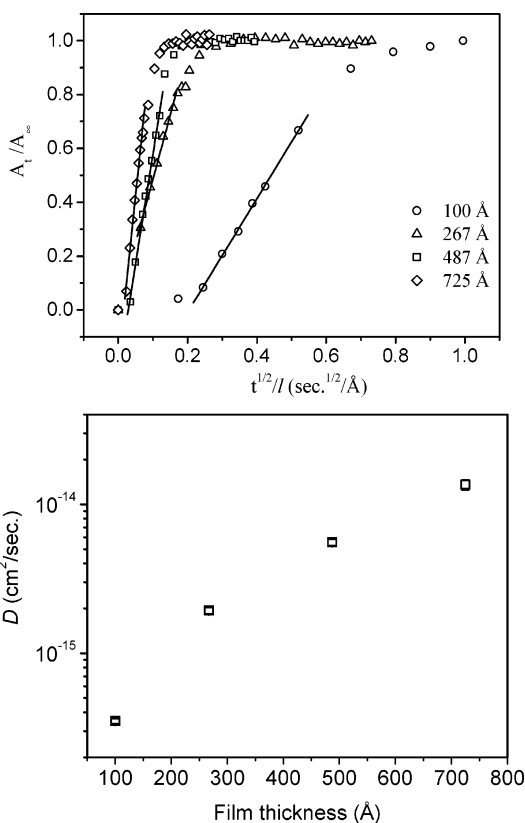 1.0
0.8
0.6
0.4
0.2
0.0
A_t/A_∞
100 Å
267 Å
487 Å
725 Å
0.0 0.2 0.4 0.6 0.8 1.0
t^{1/2}/l (sec.^{1/2}/Å)
10^{-14}
10^{-15}
D (cm²/sec.)
100 200 300 400 500 600 700 800
Film thickness (Å)